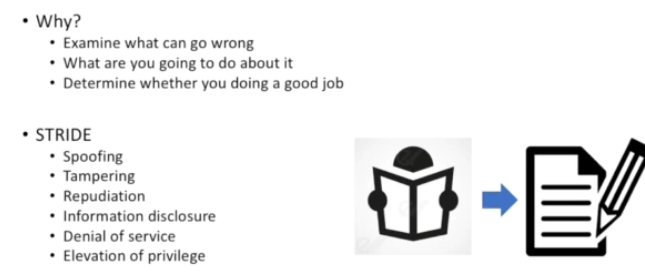 • Why?
• Examine what can go wrong
• What are you going to do about it
• Determine whether you doing a good job
• STRIDE
• Spoofing
• Tampering
• Repudiation
• Information disclosure
• Denial of service
• Elevation of privilege